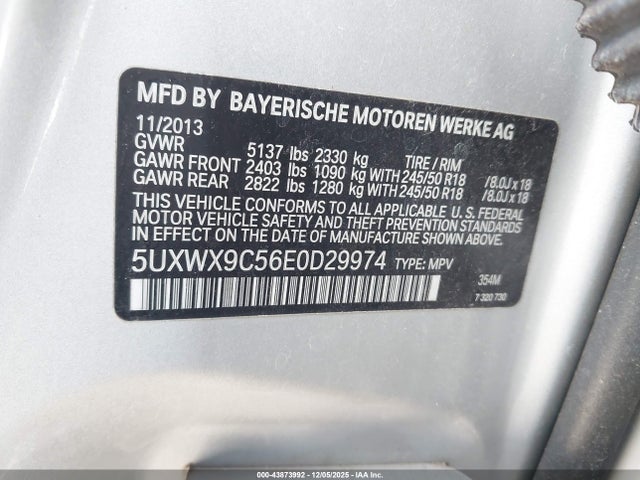 MFD BY BAYERISCHE MOTOREN WERKE AG
11/2013
GVWR 5137 lbs 2330 kg TIRE / RIM
GAWR FRONT 2403 lbs 1090 kg WITH 245/50 R18 /8.0J x 18
GAWR REAR 2822 lbs 1280 kg WITH 245/50 R18 /8.0J x 18
THIS VEHICLE CONFORMS TO ALL APPLICABLE U. S. FEDERAL
MOTOR VEHICLE SAFETY AND THEFT PREVENTION STANDARDS
IN EFFECT ON THE DATE OF MANUFACTURE SHOWN ABOVE.
5UXWX9C56E0D29974 TYPE: MPV
354M
7 320 730
000-43873992 12/05/2025 IAA Inc.